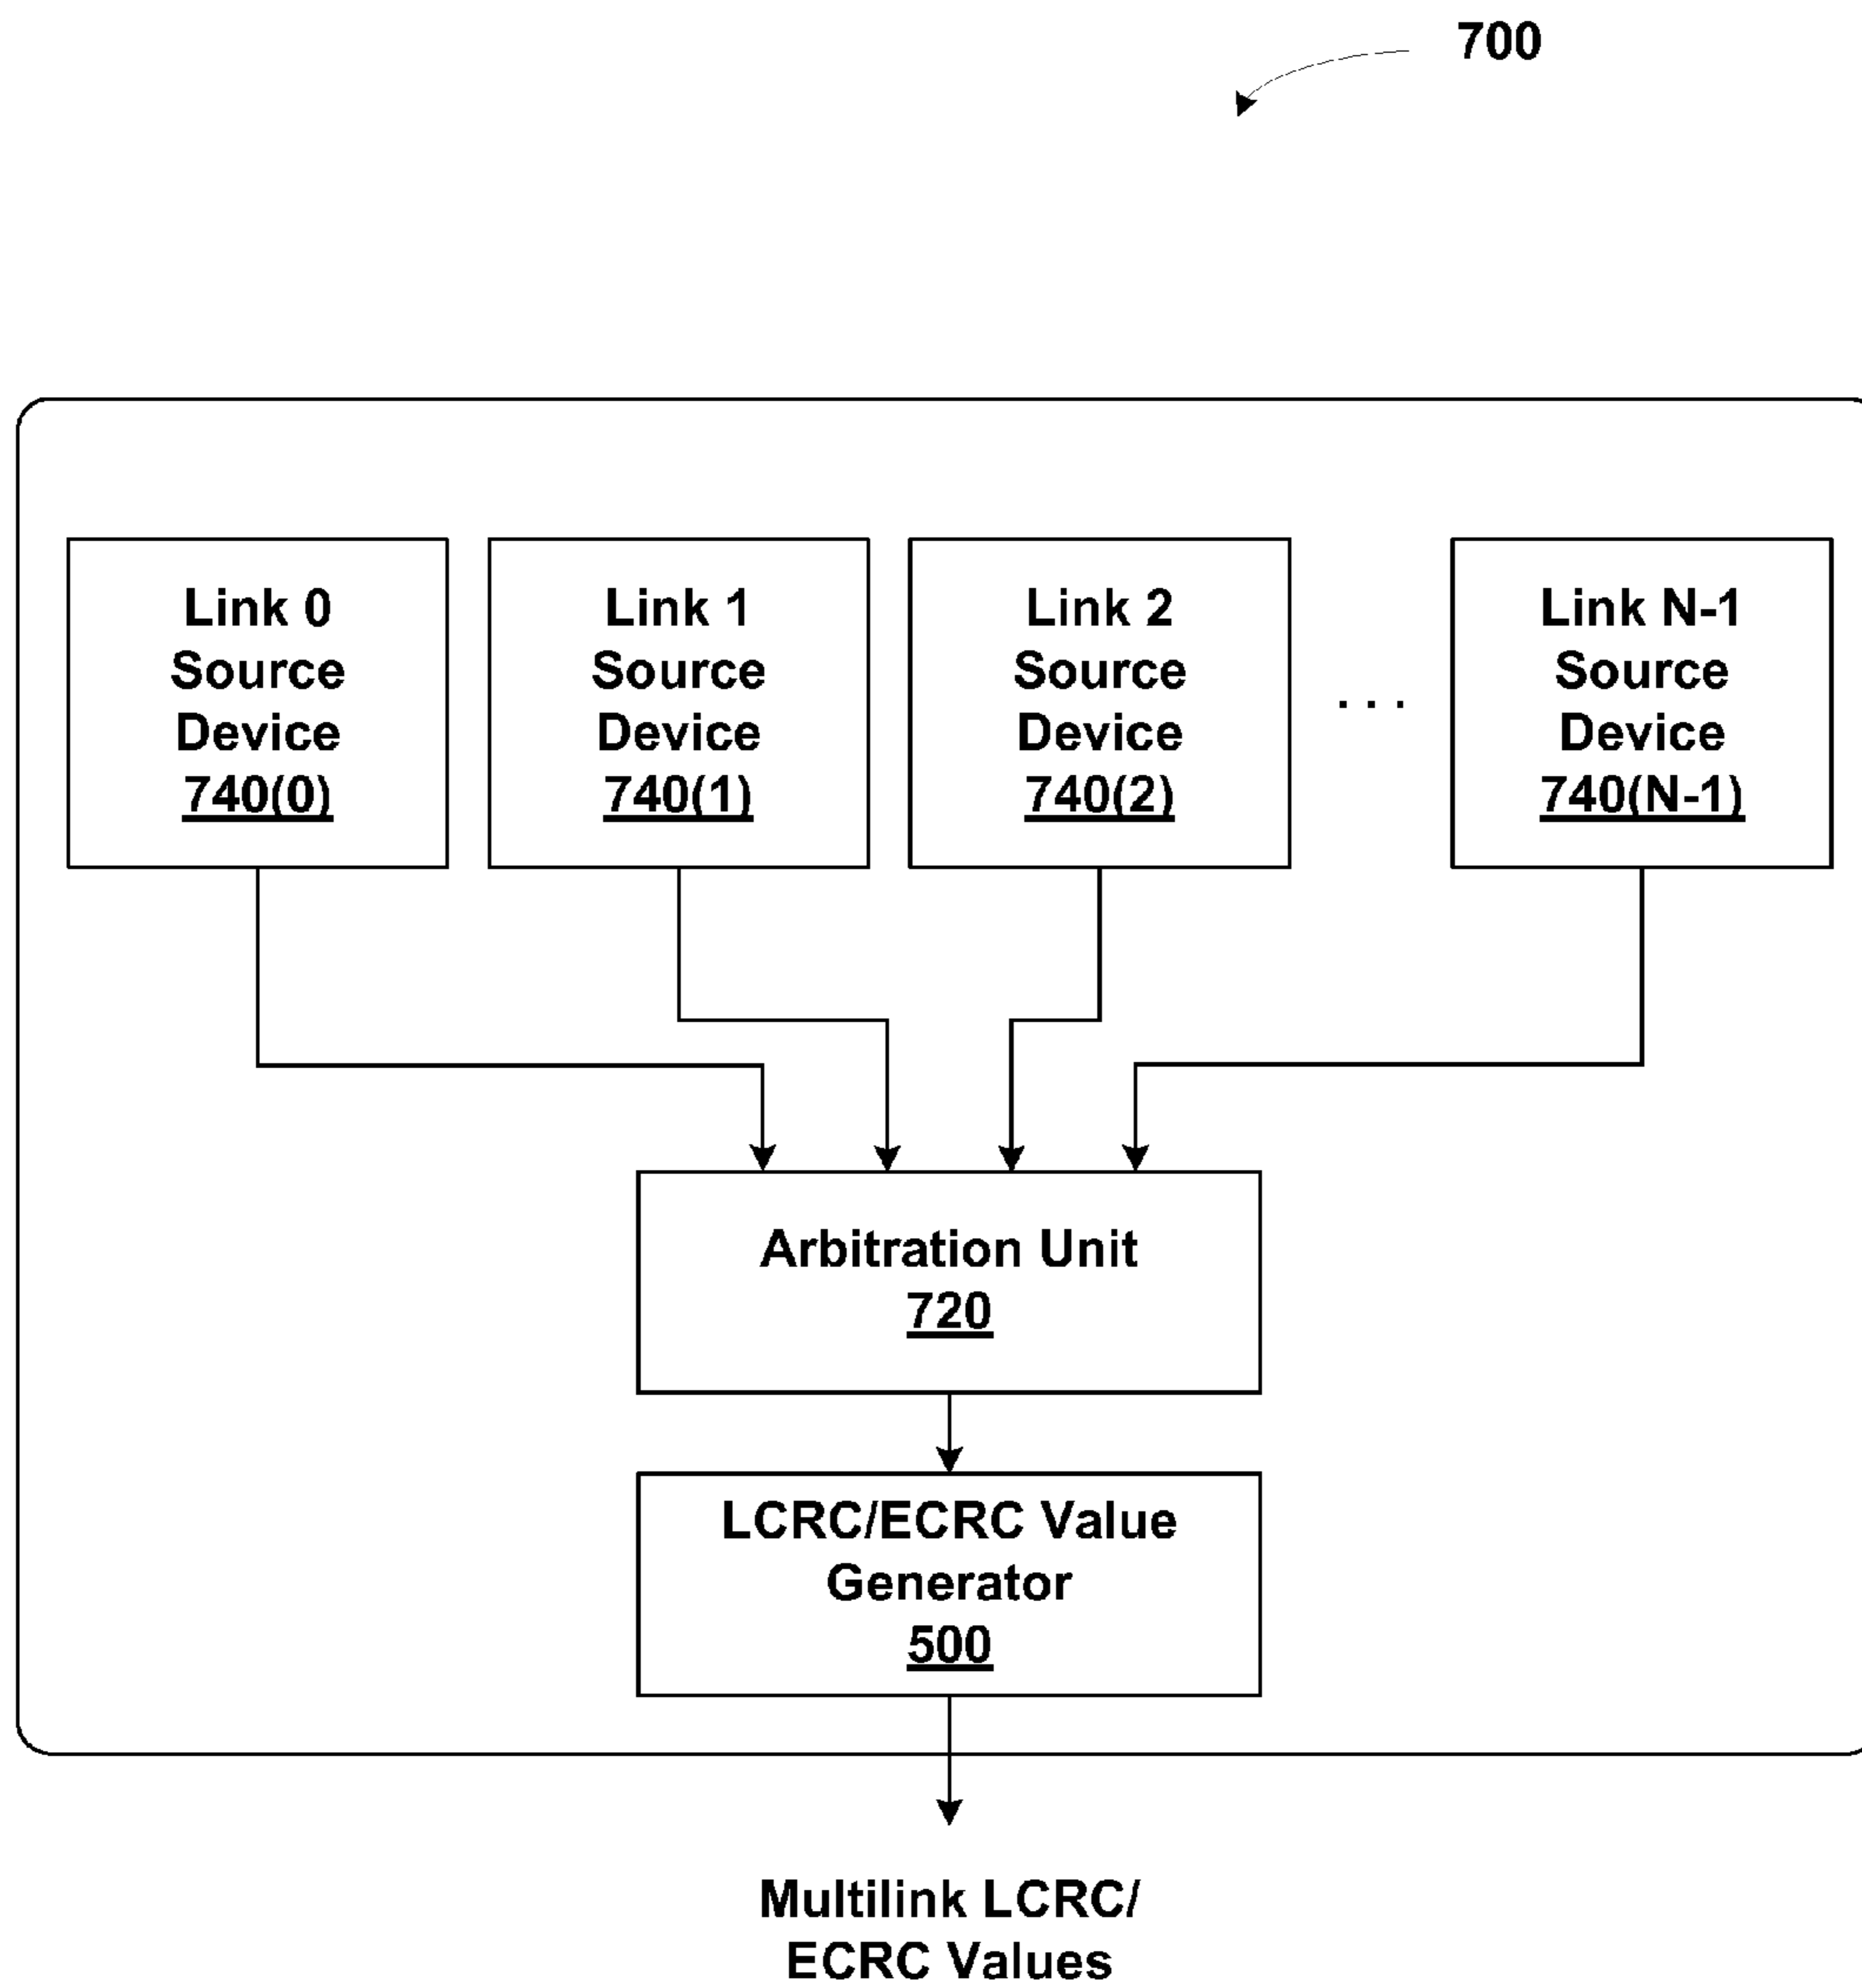 700
Link 0
Source
Device
740(0)
Link 1
Source
Device
740(1)
Link 2
Source
Device
740(2)
. . .
Link N-1
Source
Device
740(N-1)
Arbitration Unit
720
LCRC/ECRC Value
Generator
500
Multilink LCRC/
ECRC Values